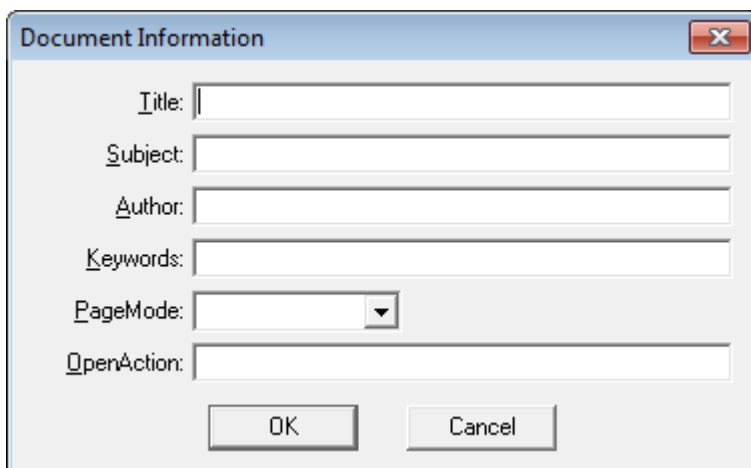 Document Information
Title:
Subject:
Author:
Keywords:
PageMode:
OpenAction:
OK Cancel